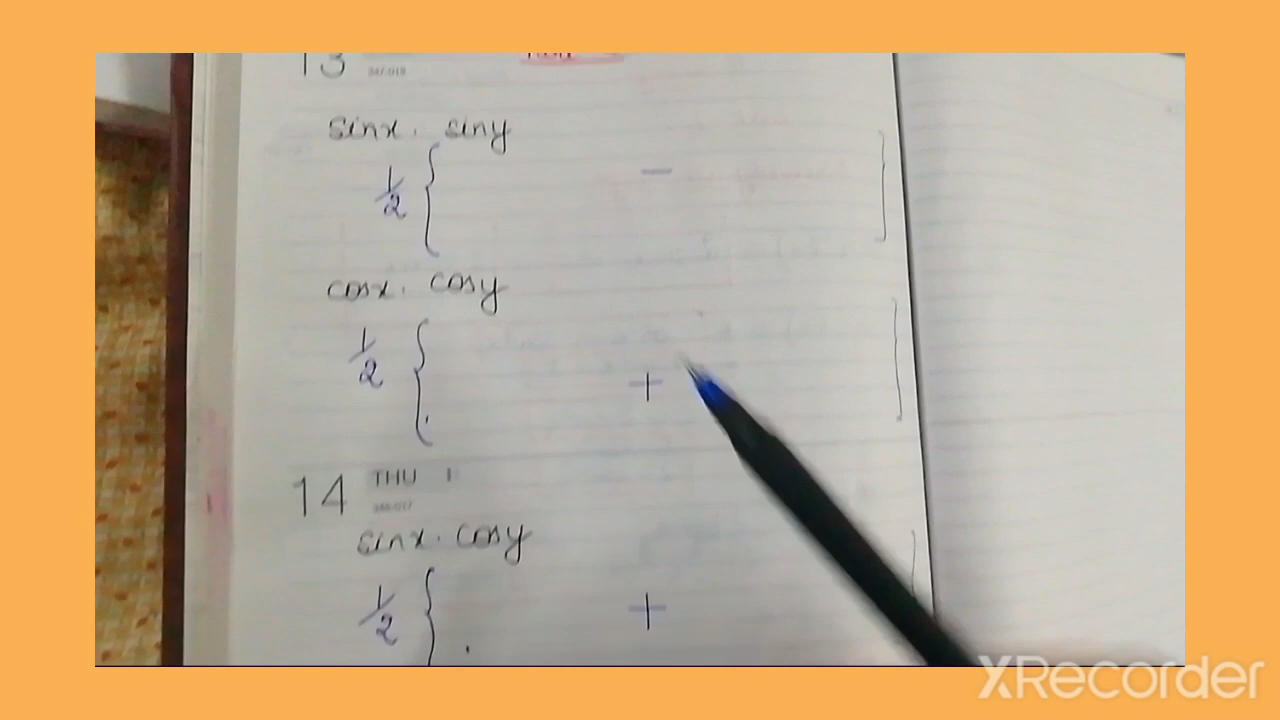 13
sinx. siny
1/2 { — ]
cosx. cosy
1/2 { + ]
14 THU
sinx. cosy
1/2 { + ]
XRecorder